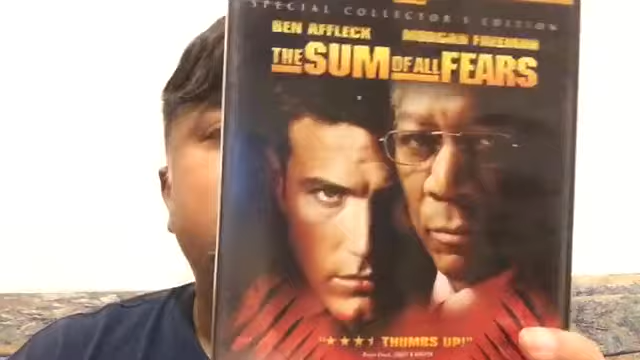 SPECIAL COLLECTOR'S EDITION
BEN AFFLECK MORGAN FREEMAN
THE SUM OF ALL FEARS
"★★★½ THUMBS UP!"